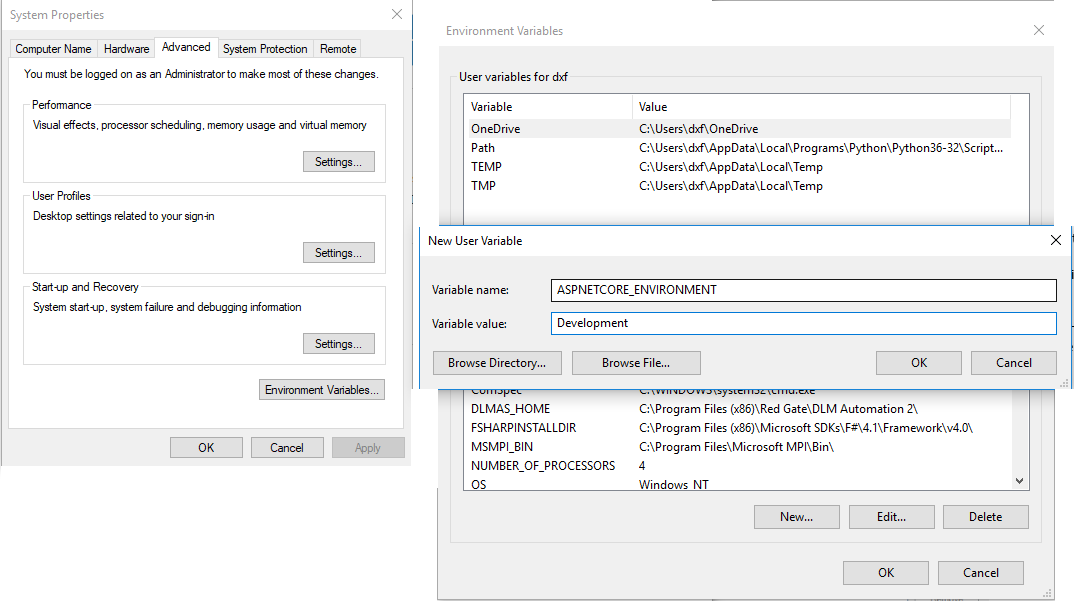 System Properties
Computer Name Hardware Advanced System Protection Remote
You must be logged on as an Administrator to make most of these changes.
Performance
Visual effects, processor scheduling, memory usage and virtual memory
Settings...
User Profiles
Desktop settings related to your sign-in
Settings...
Start-up and Recovery
System start-up, system failure and debugging information
Settings...
Environment Variables...
OK Cancel Apply
Environment Variables
User variables for dxf
Variable Value
OneDrive C:\Users\dxf\OneDrive
Path C:\Users\dxf\AppData\Local\Programs\Python\Python36-32\Script...
TEMP C:\Users\dxf\AppData\Local\Temp
TMP C:\Users\dxf\AppData\Local\Temp
New User Variable
Variable name: ASPNETCORE_ENVIRONMENT
Variable value: Development
Browse Directory... Browse File... OK Cancel
ComSpec C:\WINDOWS\system32\cmd.exe
DLMAS_HOME C:\Program Files (x86)\Red Gate\DLM Automation 2\
FSHARPINSTALLDIR C:\Program Files (x86)\Microsoft SDKs\F#\4.1\Framework\v4.0\
MSMPI_BIN C:\Program Files\Microsoft MPI\Bin\
NUMBER_OF_PROCESSORS 4
OS Windows_NT
New... Edit... Delete
OK Cancel